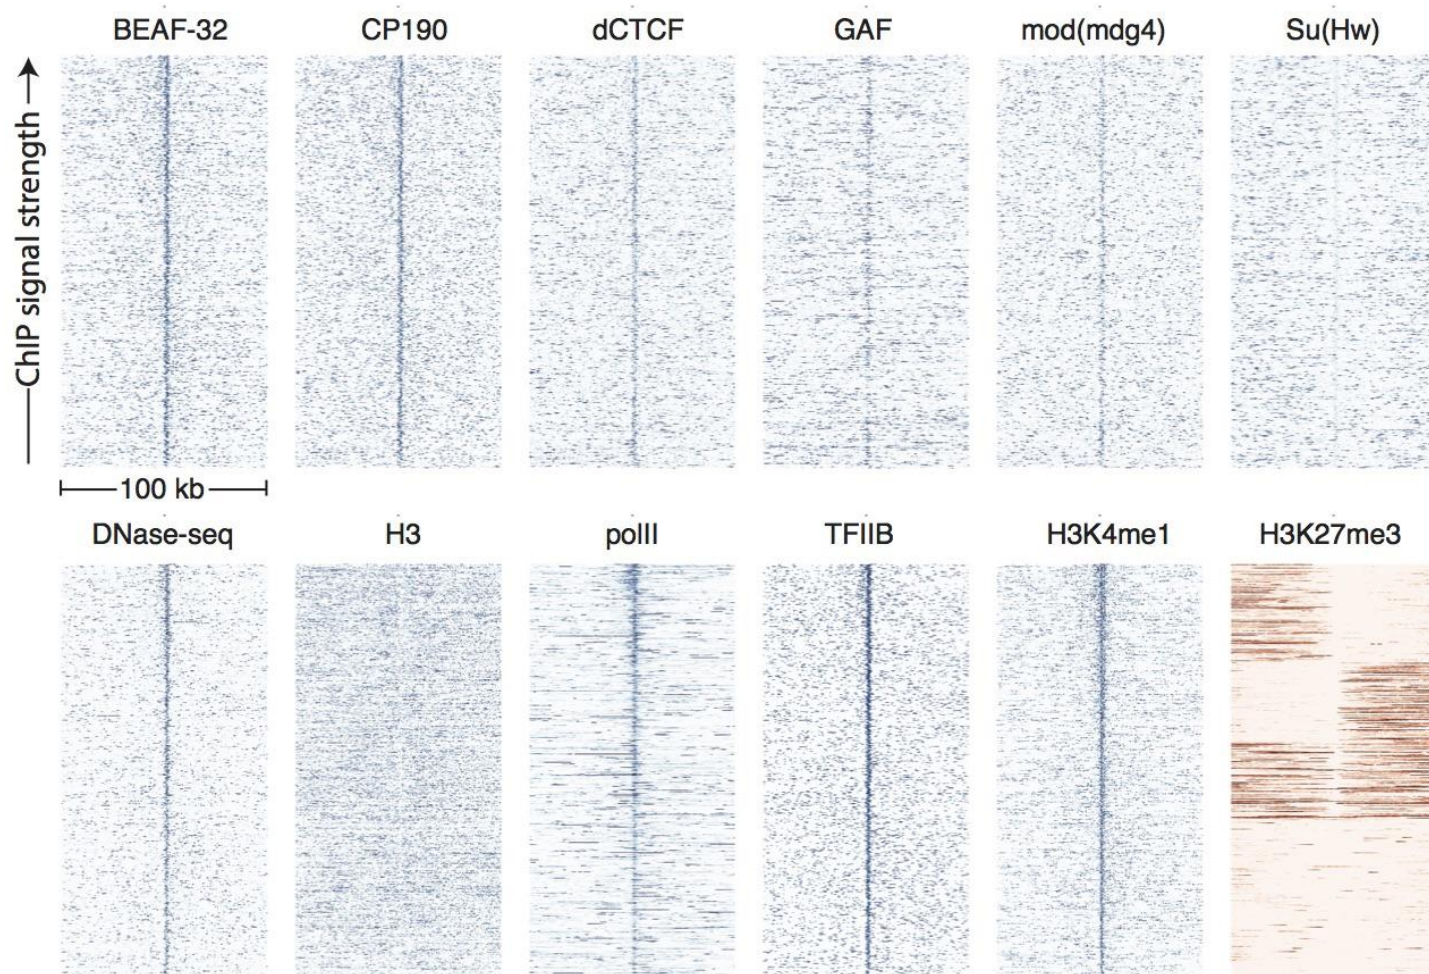 BEAF-32 CP190 dCTCF GAF mod(mdg4) Su(Hw)
ChIP signal strength
100 kb
DNase-seq H3 polII TFIIB H3K4me1 H3K27me3